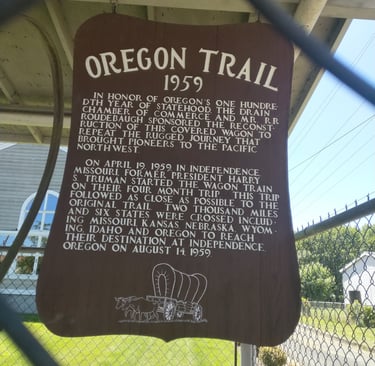 OREGON TRAIL
1959
IN HONOR OF OREGON'S ONE HUNDRE-
DTH YEAR OF STATEHOOD THE DRAIN
CHAMBER OF COMMERCE AND MR. R.R.
ROUDEBAUGH SPONSORED THE RECONST-
RUCTION OF THIS COVERED WAGON TO
REPEAT THE RUGGED JOURNEY THAT
BROUGHT PIONEERS TO THE PACIFIC
NORTHWEST
ON APRIL 19, 1959 IN INDEPENDENCE,
MISSOURI FORMER PRESIDENT HARRY
S. TRUMAN STARTED THE WAGON TRAIN
ON THEIR FOUR MONTH TRIP. THIS TRIP
FOLLOWED AS CLOSE AS POSSIBLE TO THE
ORIGINAL TRAIL. TWO THOUSAND MILES
AND SIX STATES WERE CROSSED INCLUD-
ING MISSOURI, KANSAS, NEBRASKA, WYOM-
ING, IDAHO AND OREGON TO REACH
THEIR DESTINATION AT INDEPENDENCE,
OREGON ON AUGUST 14, 1959.